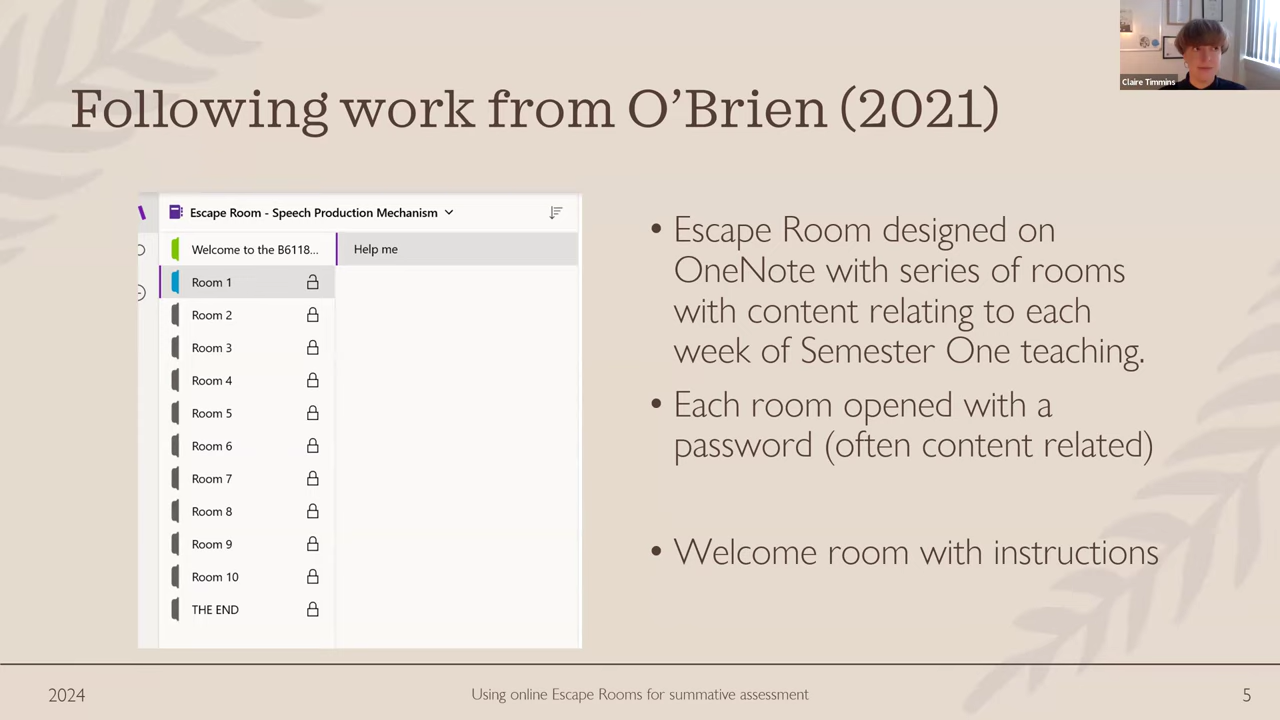 Claire Timmins
Following work from O’Brien (2021)
Escape Room - Speech Production Mechanism
Welcome to the B6118...
Help me
Room 1
Room 2
Room 3
Room 4
Room 5
Room 6
Room 7
Room 8
Room 9
Room 10
THE END
• Escape Room designed on
OneNote with series of rooms
with content relating to each
week of Semester One teaching.
• Each room opened with a
password (often content related)
• Welcome room with instructions
2024
Using online Escape Rooms for summative assessment
5